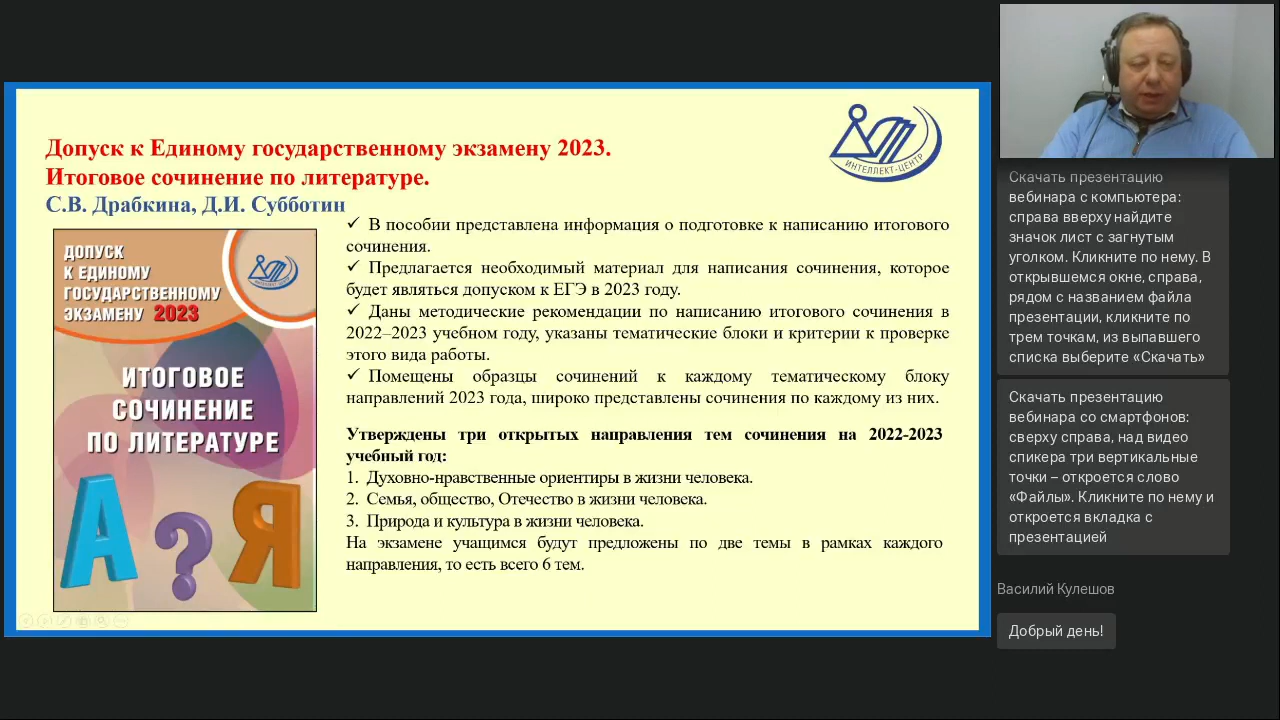 Допуск к Единому государственному экзамену 2023.
Итоговое сочинение по литературе.
С.В. Драбкина, Д.И. Субботин
ИНТЕЛЛЕКТ-ЦЕНТР
ДОПУСК
К ЕДИНОМУ
ГОСУДАРСТВЕННОМУ
ЭКЗАМЕНУ 2023
ИТОГОВОЕ
СОЧИНЕНИЕ
ПО ЛИТЕРАТУРЕ
А ? Я
✓ В пособии представлена информация о подготовке к написанию итогового
сочинения.
✓ Предлагается необходимый материал для написания сочинения, которое
будет являться допуском к ЕГЭ в 2023 году.
✓ Даны методические рекомендации по написанию итогового сочинения в
2022–2023 учебном году, указаны тематические блоки и критерии к проверке
этого вида работы.
✓ Помещены образцы сочинений к каждому тематическому блоку
направлений 2023 года, широко представлены сочинения по каждому из них.
Утверждены три открытых направления тем сочинения на 2022-2023
учебный год:
1. Духовно-нравственные ориентиры в жизни человека.
2. Семья, общество, Отечество в жизни человека.
3. Природа и культура в жизни человека.
На экзамене учащимся будут предложены по две темы в рамках каждого
направления, то есть всего 6 тем.
Скачать презентацию
вебинара с компьютера:
справа вверху найдите
значок лист с загнутым
уголком. Кликните по нему. В
открывшемся окне, справа,
рядом с названием файла
презентации, кликните по
трем точкам, из выпавшего
списка выберите «Скачать»
Скачать презентацию
вебинара со смартфонов:
сверху справа, над видео
спикера три вертикальные
точки – откроется слово
«Файлы». Кликните по нему и
откроется вкладка с
презентацией
Василий Кулешов
Добрый день!